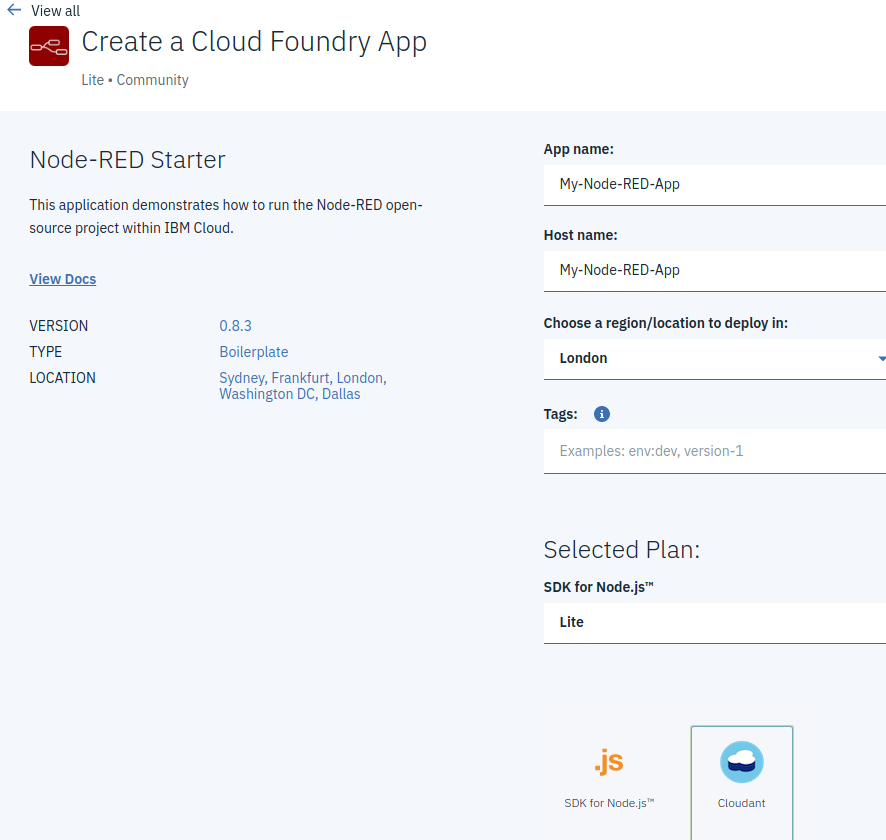 View all
Create a Cloud Foundry App
Lite • Community
Node-RED Starter
This application demonstrates how to run the Node-RED open-
source project within IBM Cloud.
View Docs
VERSION 0.8.3
TYPE Boilerplate
LOCATION Sydney, Frankfurt, London,
Washington DC, Dallas
App name:
My-Node-RED-App
Host name:
My-Node-RED-App
Choose a region/location to deploy in:
London
Tags:
Examples: env:dev, version-1
Selected Plan:
SDK for Node.js™
Lite
.js
SDK for Node.js™
Cloudant